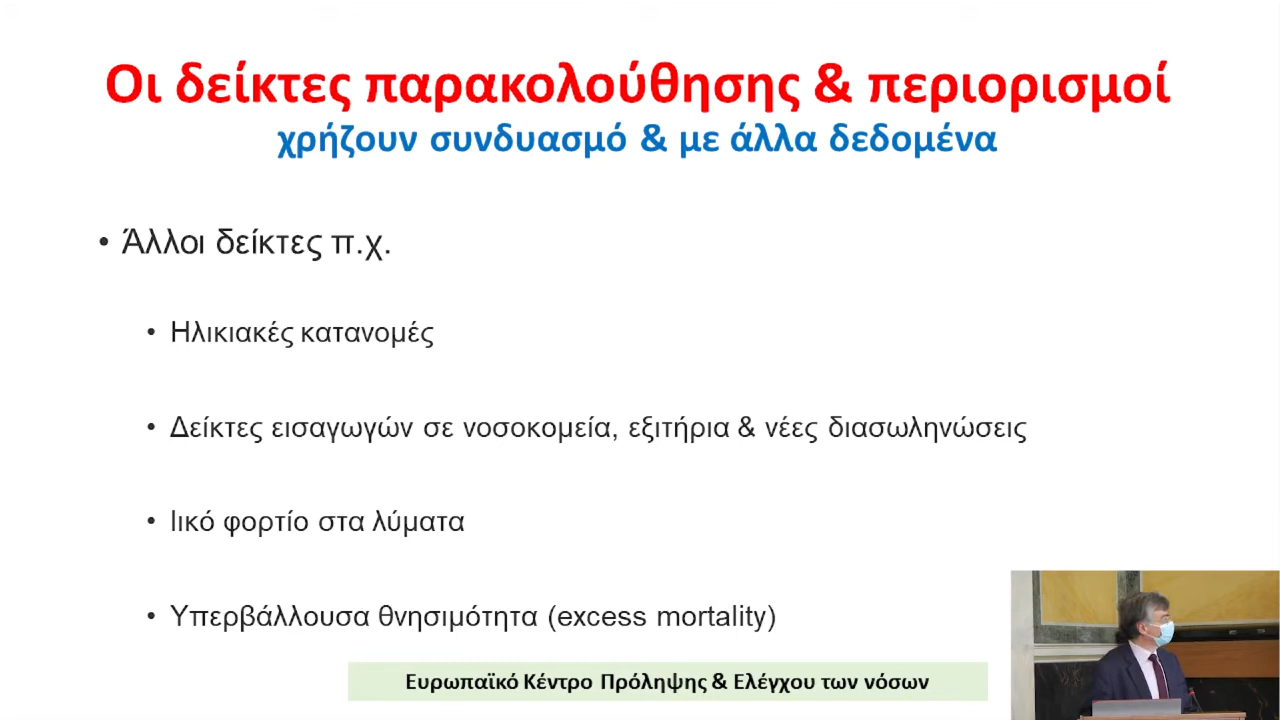 Οι δείκτες παρακολούθησης & περιορισμοί
χρήζουν συνδυασμό & με άλλα δεδομένα
• Άλλοι δείκτες π.χ.
• Ηλικιακές κατανομές
• Δείκτες εισαγωγών σε νοσοκομεία, εξιτήρια & νέες διασωληνώσεις
• Ιικό φορτίο στα λύματα
• Υπερβάλλουσα θνησιμότητα (excess mortality)
Ευρωπαϊκό Κέντρο Πρόληψης & Ελέγχου των νόσων